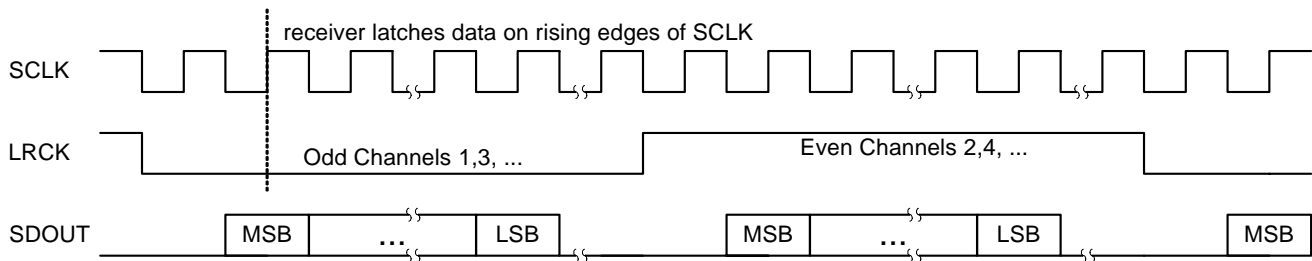 receiver latches data on rising edges of SCLK
SCLK
LRCK
Odd Channels 1,3, ...
Even Channels 2,4, ...
SDOUT
MSB
...
LSB
MSB
...
LSB
MSB